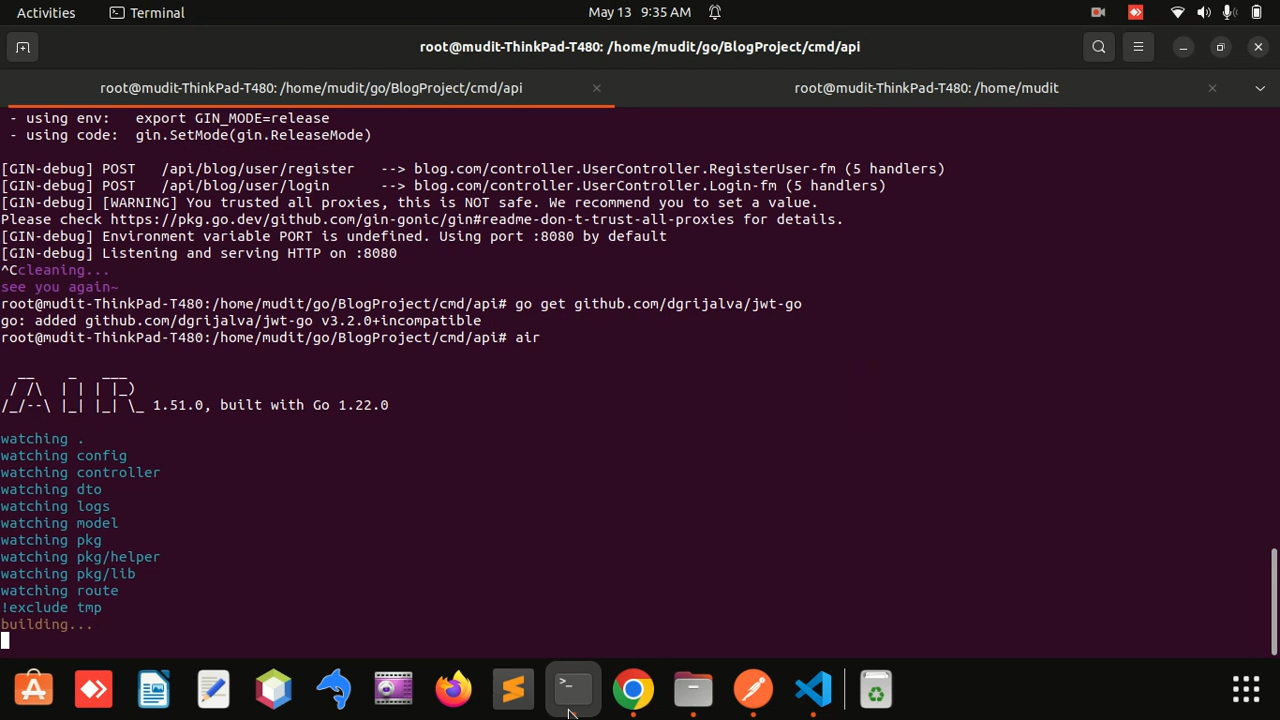 Activities Terminal May 13 9:35 AM
root@mudit-ThinkPad-T480: /home/mudit/go/BlogProject/cmd/api
root@mudit-ThinkPad-T480: /home/mudit/go/BlogProject/cmd/api × root@mudit-ThinkPad-T480: /home/mudit ×
- using env:   export GIN_MODE=release
- using code:  gin.SetMode(gin.ReleaseMode)
[GIN-debug] POST   /api/blog/user/register   --> blog.com/controller.UserController.RegisterUser-fm (5 handlers)
[GIN-debug] POST   /api/blog/user/login      --> blog.com/controller.UserController.Login-fm (5 handlers)
[GIN-debug] [WARNING] You trusted all proxies, this is NOT safe. We recommend you to set a value.
Please check https://pkg.go.dev/github.com/gin-gonic/gin#readme-don-t-trust-all-proxies for details.
[GIN-debug] Environment variable PORT is undefined. Using port :8080 by default
[GIN-debug] Listening and serving HTTP on :8080
^Ccleaning...
see you again~
root@mudit-ThinkPad-T480:/home/mudit/go/BlogProject/cmd/api# go get github.com/dgrijalva/jwt-go
go: added github.com/dgrijalva/jwt-go v3.2.0+incompatible
root@mudit-ThinkPad-T480:/home/mudit/go/BlogProject/cmd/api# air
  __    _   ___
 / /\  | | | |_)
/_/--\ |_| |_| \_ 1.51.0, built with Go 1.22.0
watching .
watching config
watching controller
watching dto
watching logs
watching model
watching pkg
watching pkg/helper
watching pkg/lib
watching route
!exclude tmp
building...